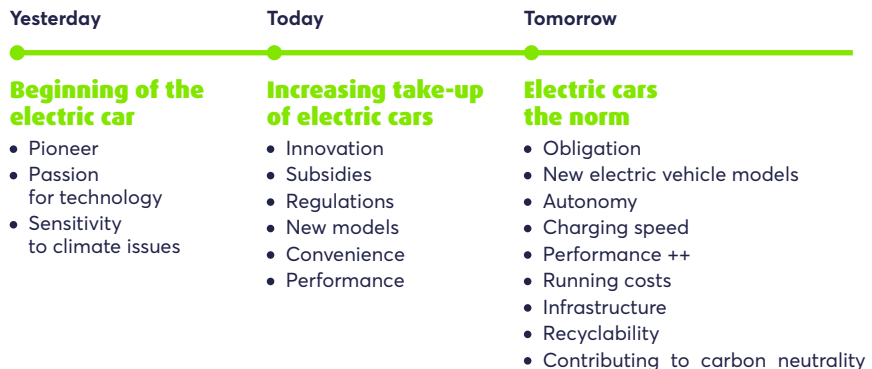 Yesterday
Today
Tomorrow
Beginning of the
electric car
• Pioneer
• Passion
for technology
• Sensitivity
to climate issues
Increasing take-up
of electric cars
• Innovation
• Subsidies
• Regulations
• New models
• Convenience
• Performance
Electric cars
the norm
• Obligation
• New electric vehicle models
• Autonomy
• Charging speed
• Performance ++
• Running costs
• Infrastructure
• Recyclability
• Contributing to carbon neutrality